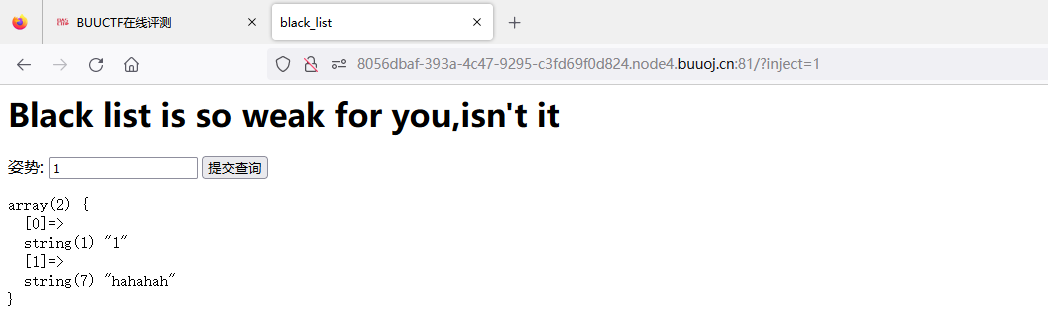 BUUCTF在线评测
black_list
8056dbaf-393a-4c47-9295-c3fd69f0d824.node4.buuoj.cn:81/?inject=1
Black list is so weak for you,isn't it
姿势: 1 提交查询
array(2) {
[0]=>
string(1) "1"
[1]=>
string(7) "hahahah"
}